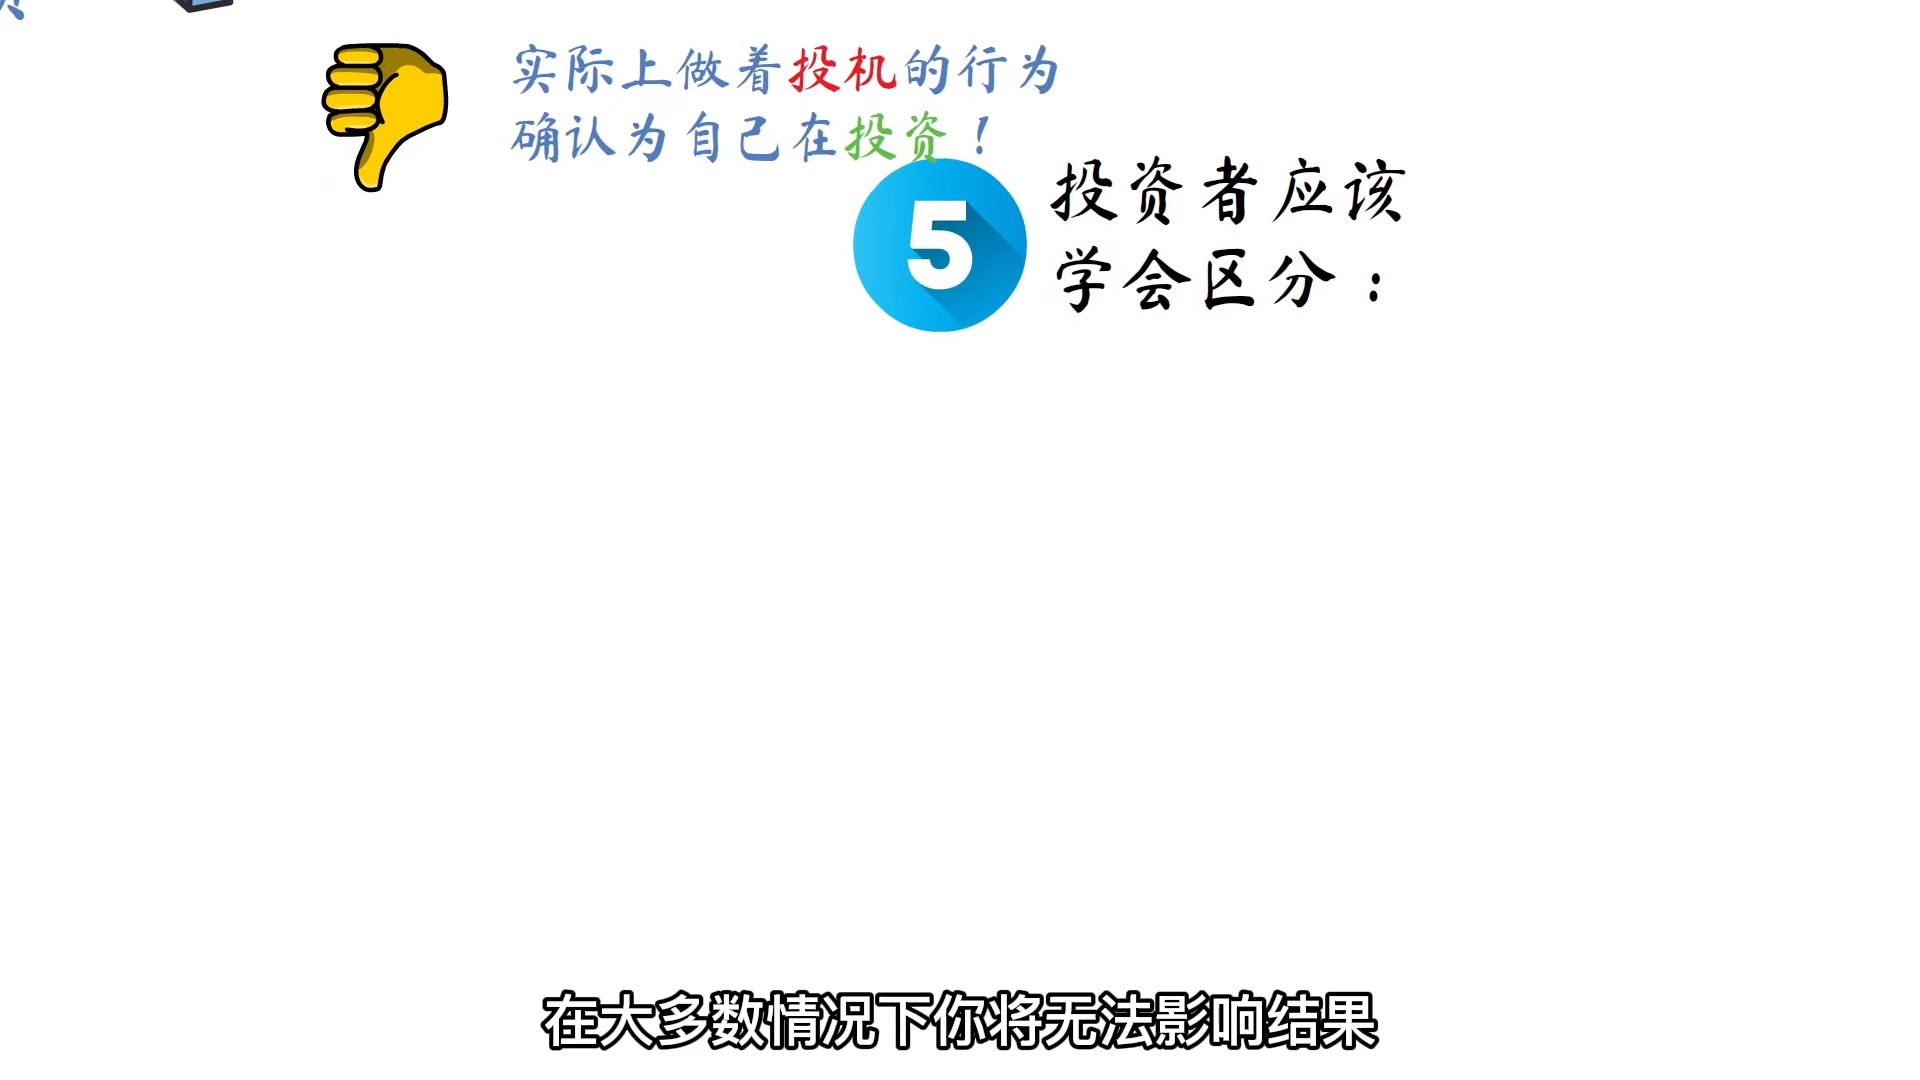 实际上做着投机的行为
确认为自己在投资！
5
投资者应该
学会区分：
在大多数情况下你将无法影响结果